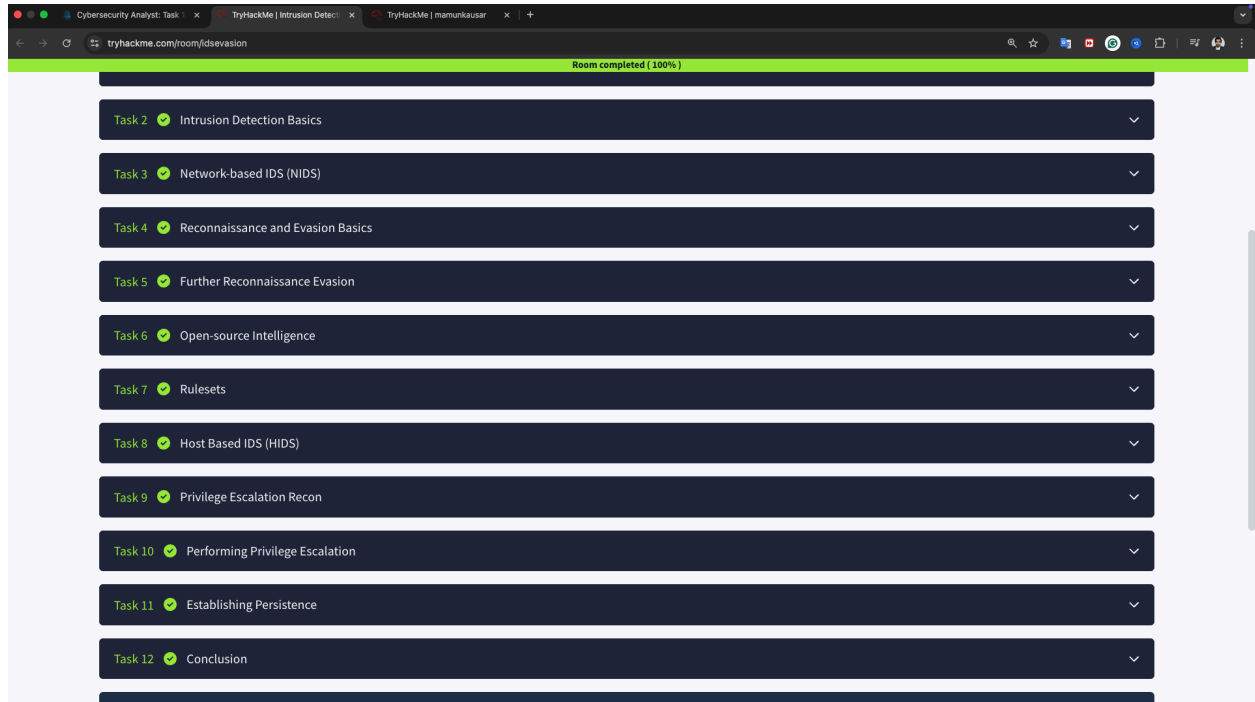 Cybersecurity Analyst: Task 1
TryHackMe | Intrusion Detecti
TryHackMe | mamunkausar
tryhackme.com/room/idsevasion
Room completed ( 100% )
Task 2 Intrusion Detection Basics
Task 3 Network-based IDS (NIDS)
Task 4 Reconnaissance and Evasion Basics
Task 5 Further Reconnaissance Evasion
Task 6 Open-source Intelligence
Task 7 Rulesets
Task 8 Host Based IDS (HIDS)
Task 9 Privilege Escalation Recon
Task 10 Performing Privilege Escalation
Task 11 Establishing Persistence
Task 12 Conclusion